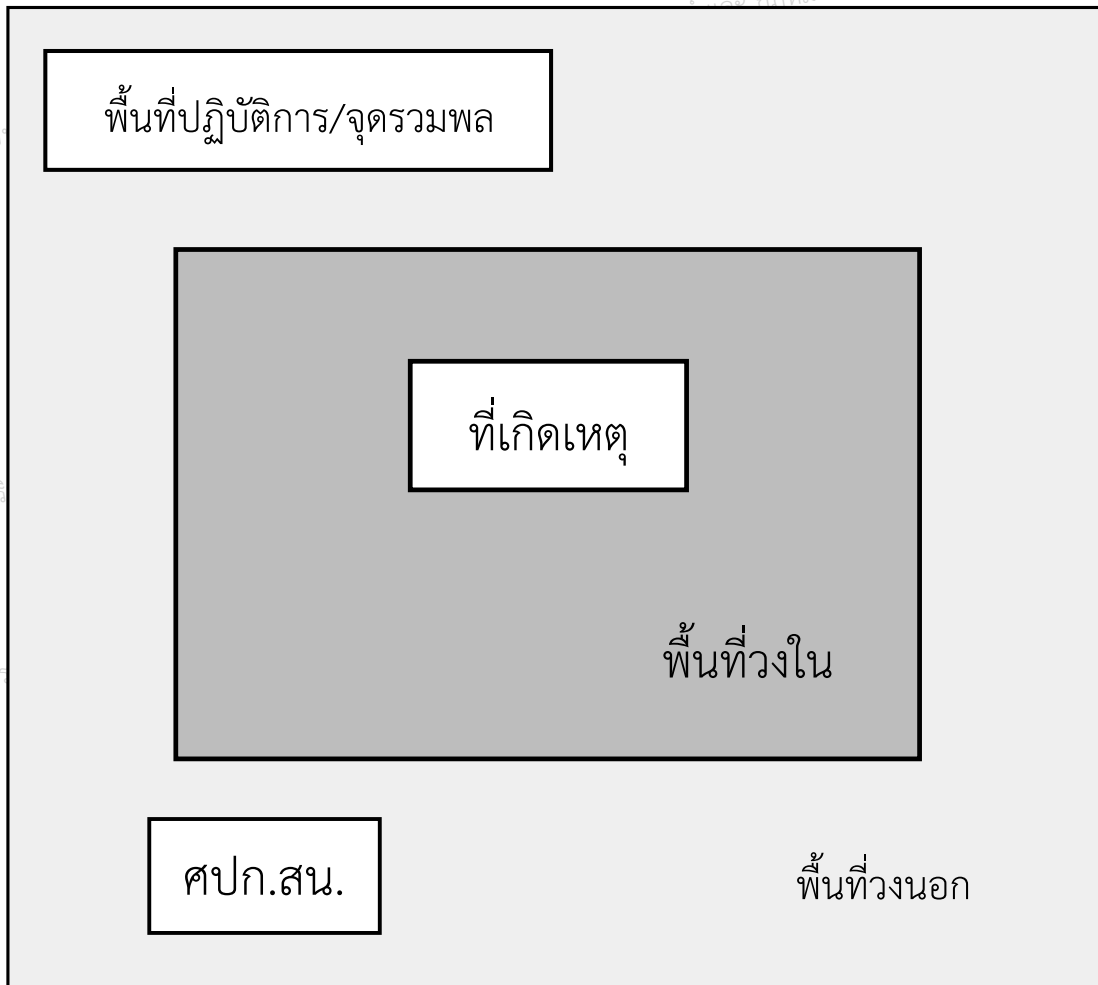 พื้นที่ปฏิบัติการ/จุดรวมพล
ที่เกิดเหตุ
พื้นที่วงใน
ศปก.สน.
พื้นที่วงนอก